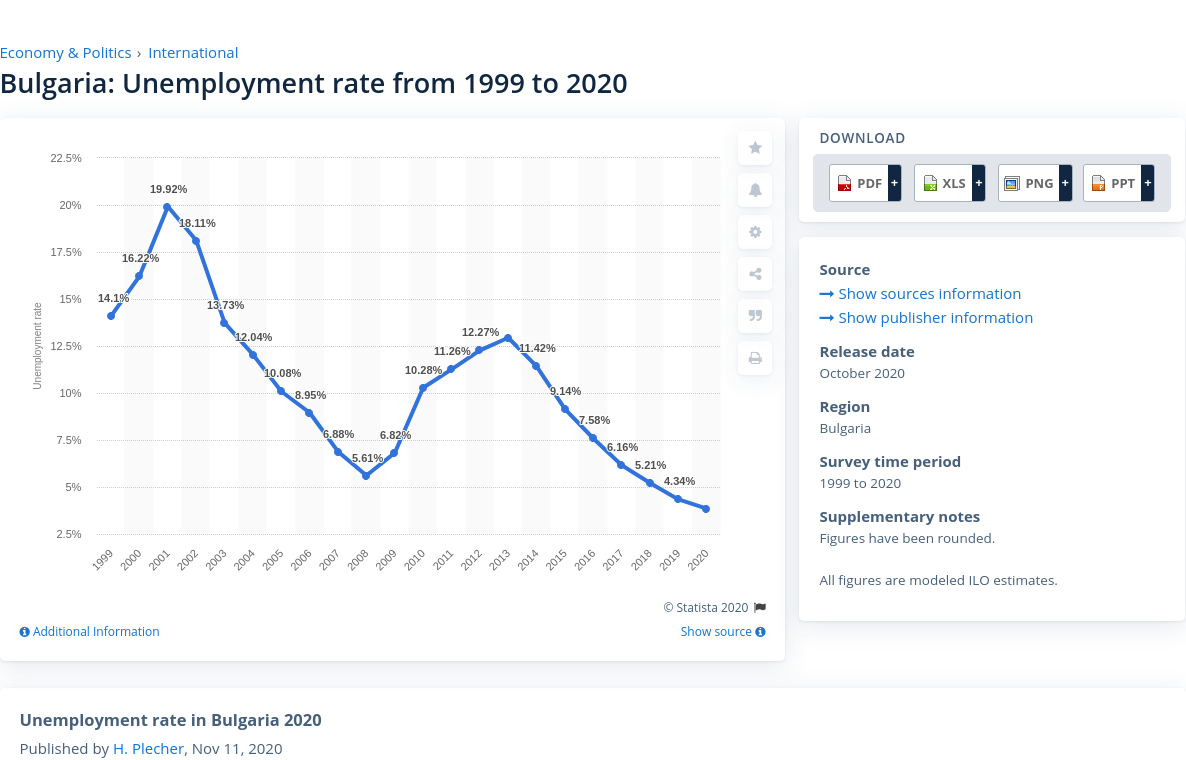 Economy & Politics › International
Bulgaria: Unemployment rate from 1999 to 2020
22.5%
20%
17.5%
15%
12.5%
10%
7.5%
5%
2.5%
Unemployment rate
14.1%
16.22%
19.92%
18.11%
13.73%
12.04%
10.08%
8.95%
6.88%
5.61%
6.82%
10.28%
11.26%
12.27%
11.42%
9.14%
7.58%
6.16%
5.21%
4.34%
1999
2000
2001
2002
2003
2004
2005
2006
2007
2008
2009
2010
2011
2012
2013
2014
2015
2016
2017
2018
2019
2020
© Statista 2020
Additional Information
Show source
DOWNLOAD
PDF + XLS + PNG + PPT +
Source
Show sources information
Show publisher information
Release date
October 2020
Region
Bulgaria
Survey time period
1999 to 2020
Supplementary notes
Figures have been rounded.
All figures are modeled ILO estimates.
Unemployment rate in Bulgaria 2020
Published by H. Plecher, Nov 11, 2020